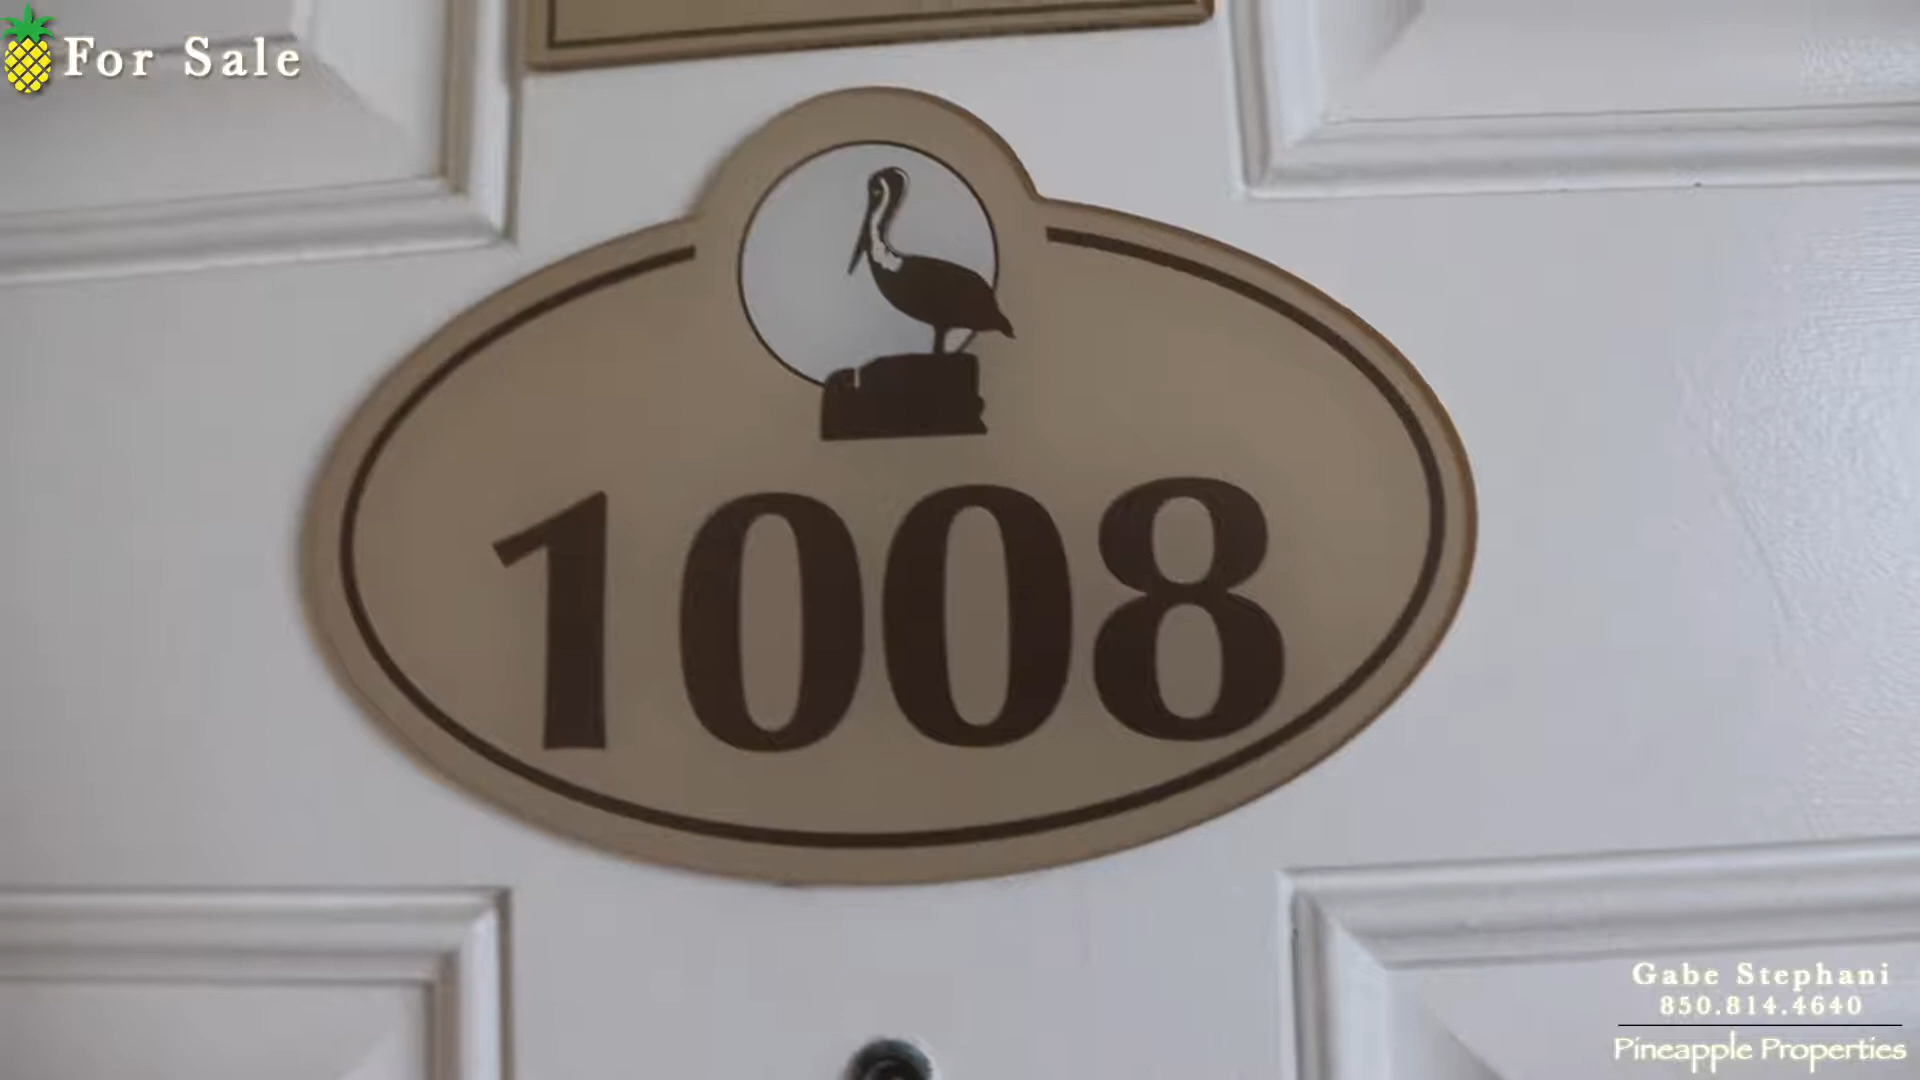 For Sale
1008
Gabe Stephani
850.814.4640
Pineapple Properties